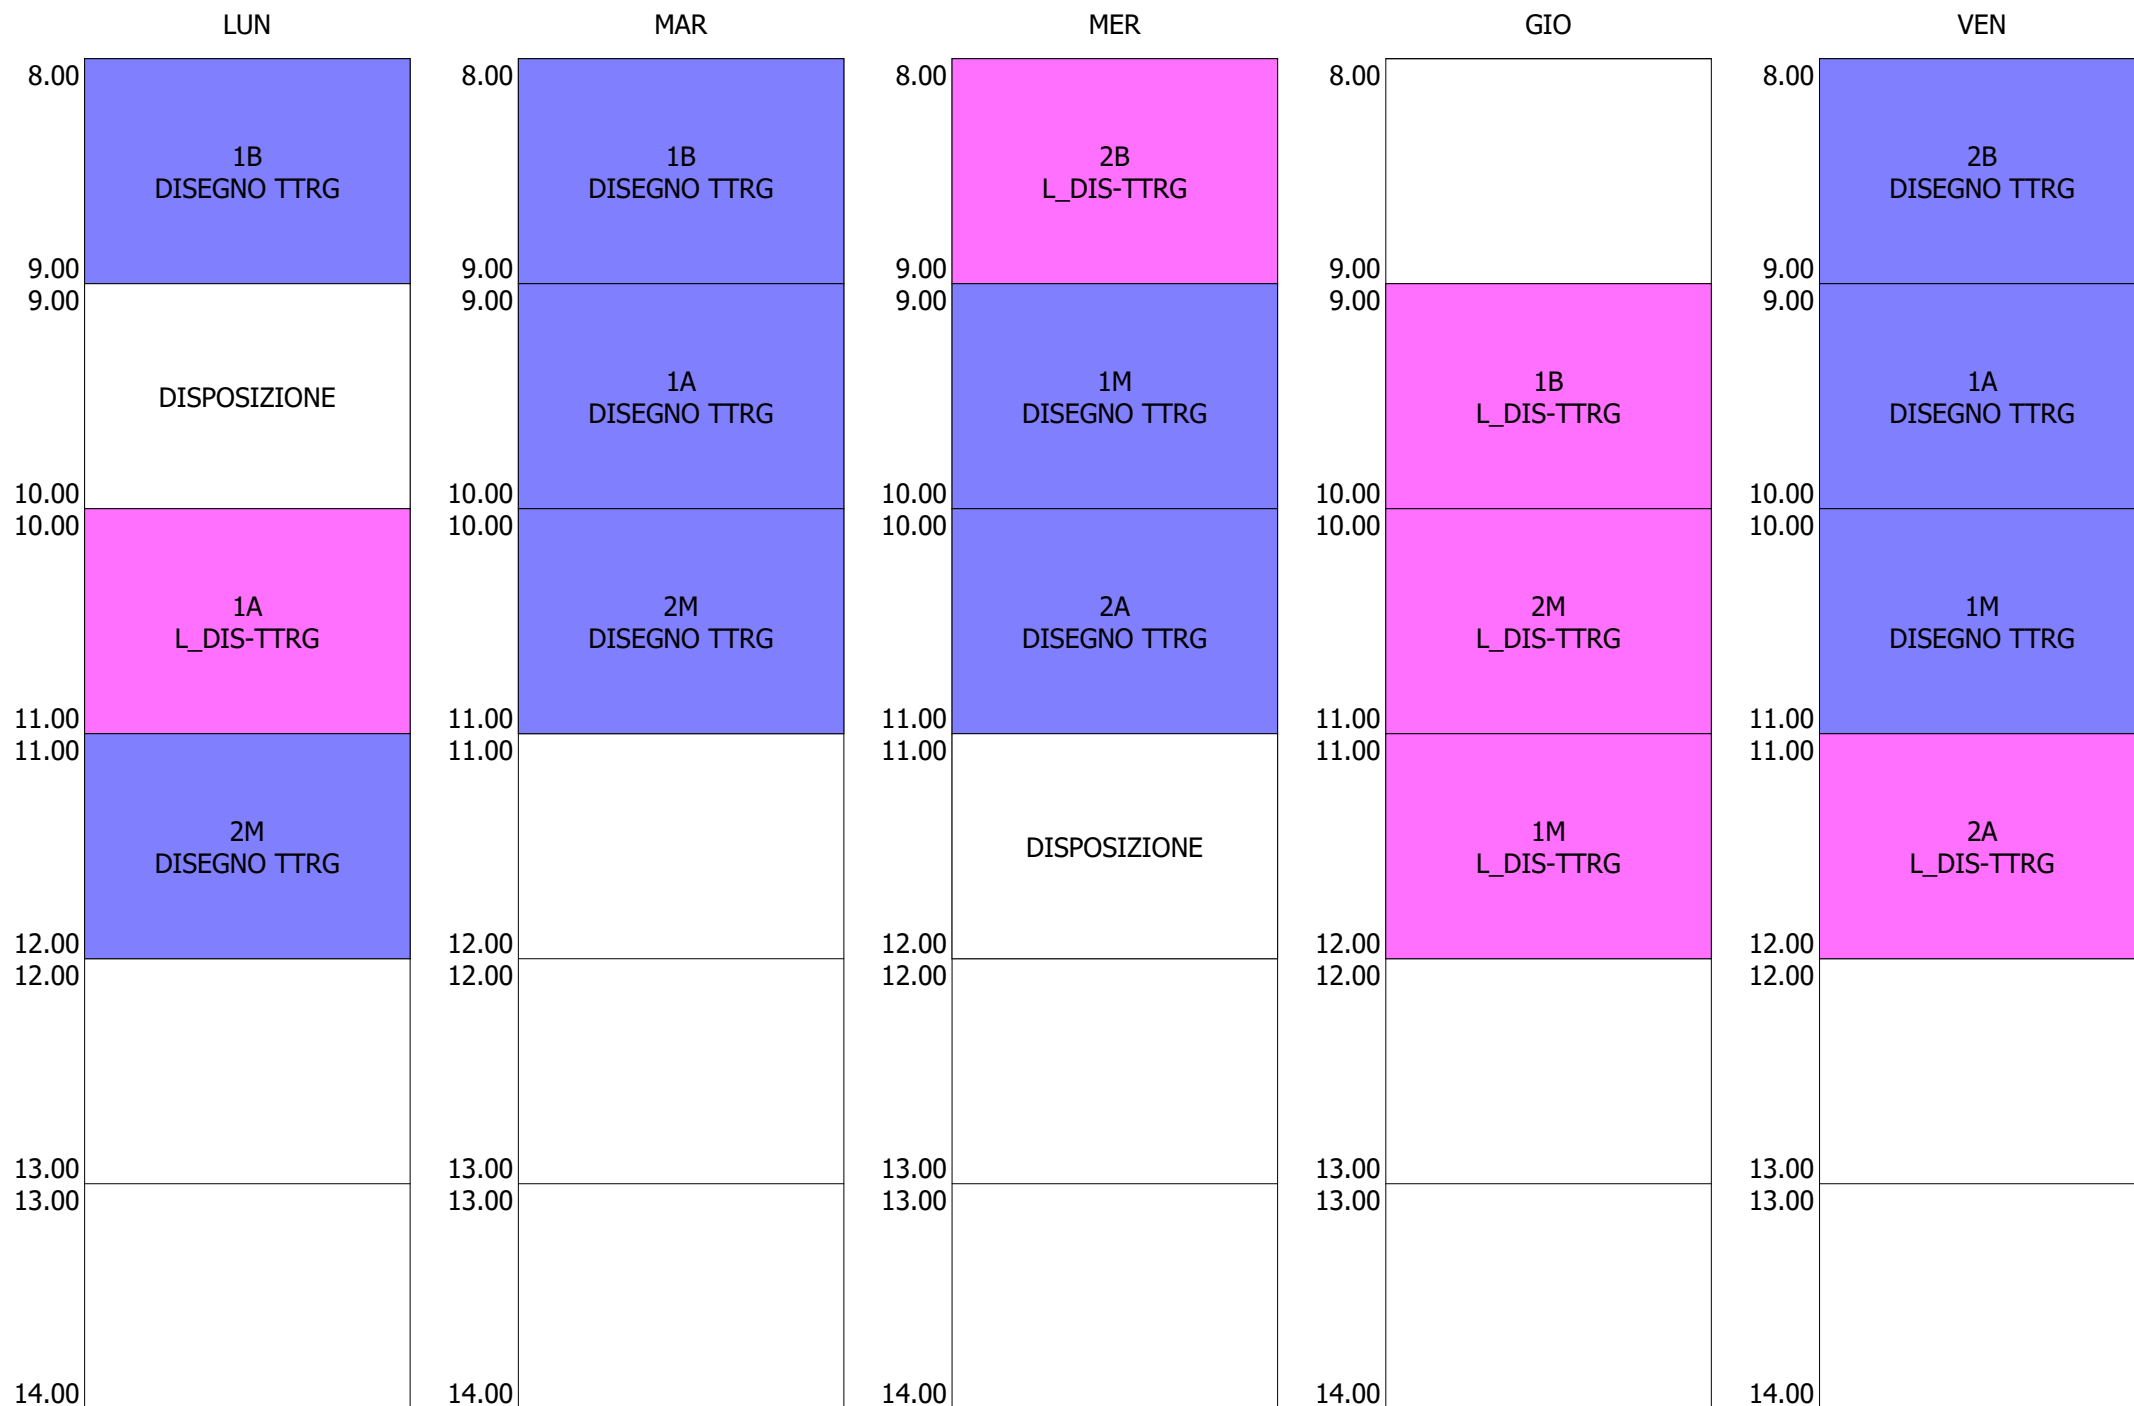 LUN MAR MER GIO VEN
8.00 8.00 8.00 8.00 8.00
1B 1B 2B 2B
DISEGNO TTRG DISEGNO TTRG L_DIS-TTRG DISEGNO TTRG
9.00 9.00 9.00 9.00 9.00
9.00 9.00 9.00 9.00 9.00
1A 1M 1B 1A
DISPOSIZIONE DISEGNO TTRG DISEGNO TTRG L_DIS-TTRG DISEGNO TTRG
10.00 10.00 10.00 10.00 10.00
10.00 10.00 10.00 10.00 10.00
1A 2M 2A 2M 1M
L_DIS-TTRG DISEGNO TTRG DISEGNO TTRG L_DIS-TTRG DISEGNO TTRG
11.00 11.00 11.00 11.00 11.00
11.00 11.00 11.00 11.00 11.00
2M 1M 2A
DISEGNO TTRG DISPOSIZIONE L_DIS-TTRG L_DIS-TTRG
12.00 12.00 12.00 12.00 12.00
12.00 12.00 12.00 12.00 12.00
13.00 13.00 13.00 13.00 13.00
13.00 13.00 13.00 13.00 13.00
14.00 14.00 14.00 14.00 14.00